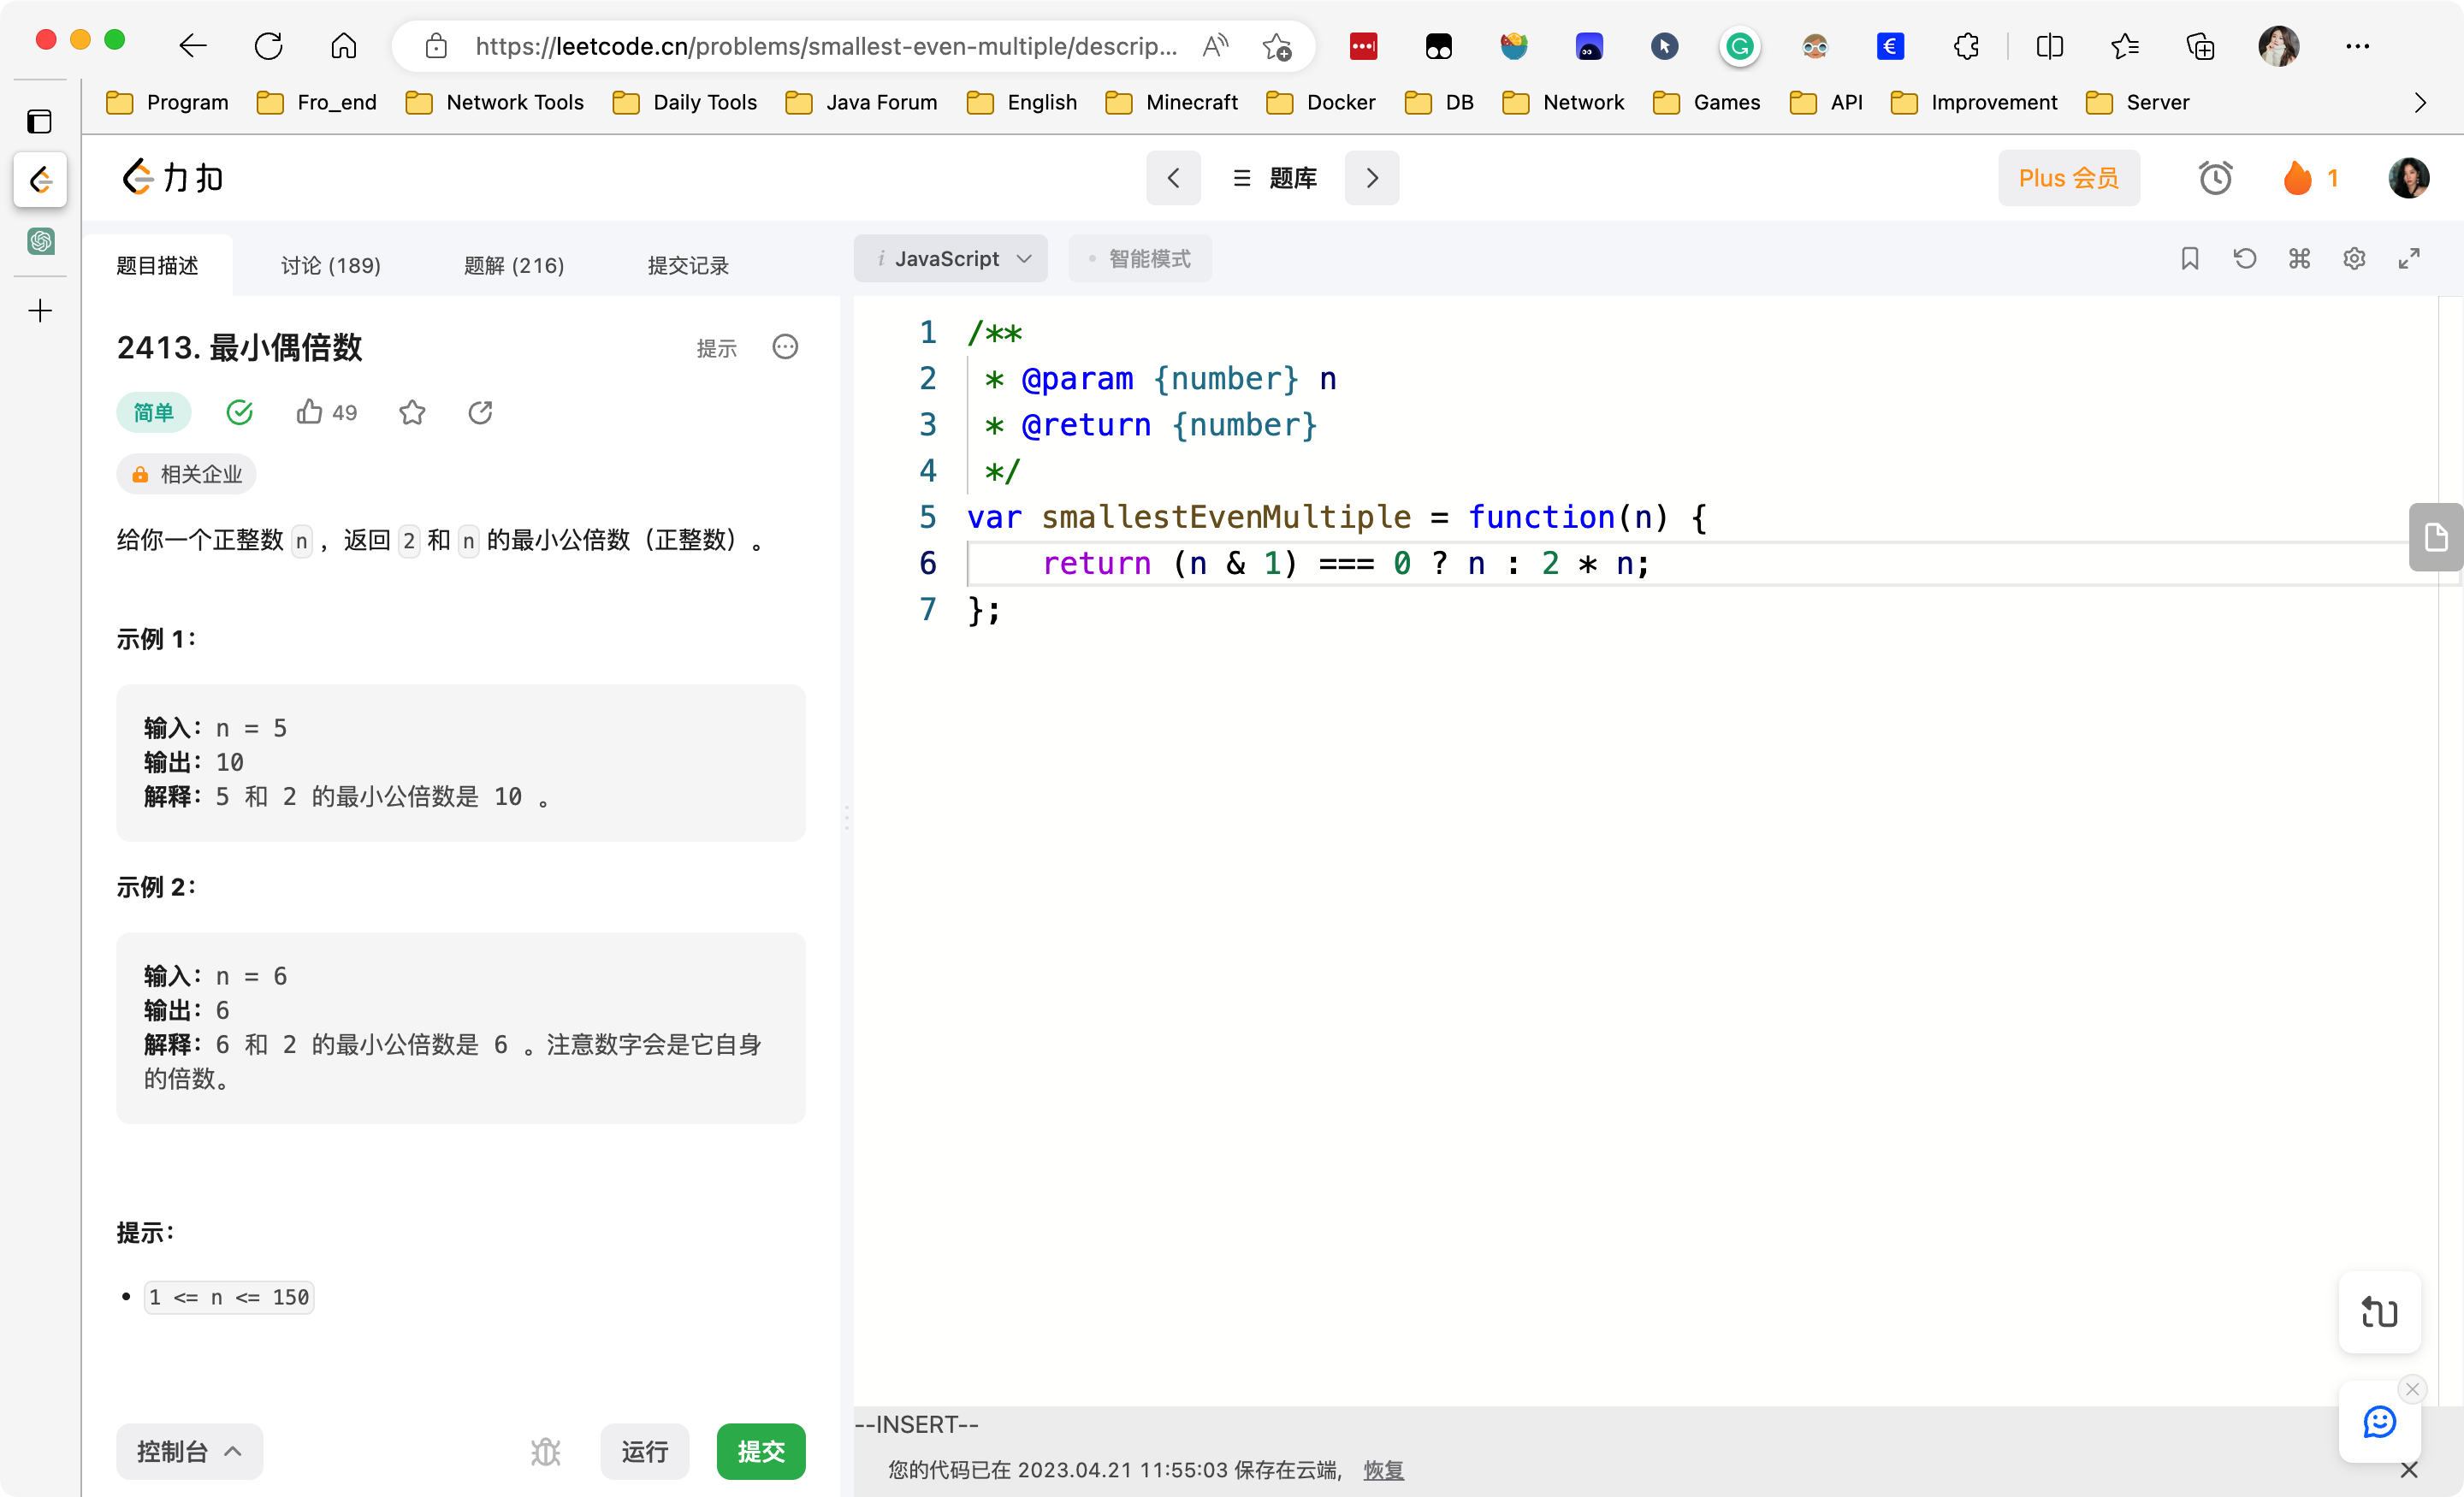 https://leetcode.cn/problems/smallest-even-multiple/descrip...
Program Fro_end Network Tools Daily Tools Java Forum English Minecraft Docker DB Network Games API Improvement Server
力扣
题库
Plus 会员
1
题目描述 讨论 (189) 题解 (216) 提交记录
i JavaScript
智能模式
2413. 最小偶倍数
提示
简单
49
相关企业
给你一个正整数 n ，返回 2 和 n 的最小公倍数（正整数）。
示例 1：
输入：n = 5
输出：10
解释：5 和 2 的最小公倍数是 10 。
示例 2：
输入：n = 6
输出：6
解释：6 和 2 的最小公倍数是 6 。注意数字会是它自身
的倍数。
提示：
• 1 <= n <= 150
控制台
运行
提交
1 /**
2 * @param {number} n
3 * @return {number}
4 */
5 var smallestEvenMultiple = function(n) {
6 return (n & 1) === 0 ? n : 2 * n;
7 };
--INSERT--
您的代码已在 2023.04.21 11:55:03 保存在云端, 恢复